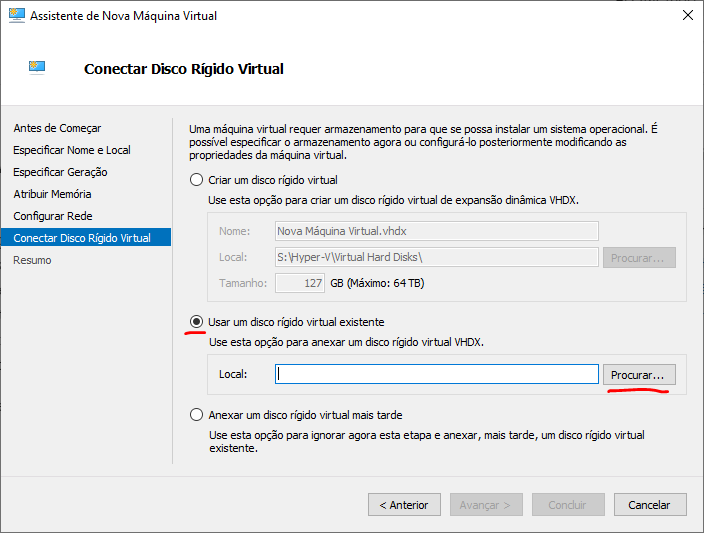 Assistente de Nova Máquina Virtual
Conectar Disco Rígido Virtual
Antes de Começar
Especificar Nome e Local
Especificar Geração
Atribuir Memória
Configurar Rede
Conectar Disco Rígido Virtual
Resumo
Uma máquina virtual requer armazenamento para que se possa instalar um sistema operacional. É
possível especificar o armazenamento agora ou configurá-lo posteriormente modificando as
propriedades da máquina virtual.
Criar um disco rígido virtual
Use esta opção para criar um disco rígido virtual de expansão dinâmica VHDX.
Nome: Nova Máquina Virtual.vhdx
Local: S:\Hyper-V\Virtual Hard Disks\ Procurar...
Tamanho: 127 GB (Máximo: 64 TB)
Usar um disco rígido virtual existente
Use esta opção para anexar um disco rígido virtual VHDX.
Local: Procurar...
Anexar um disco rígido virtual mais tarde
Use esta opção para ignorar agora esta etapa e anexar, mais tarde, um disco rígido virtual
existente.
< Anterior Avançar > Concluir Cancelar